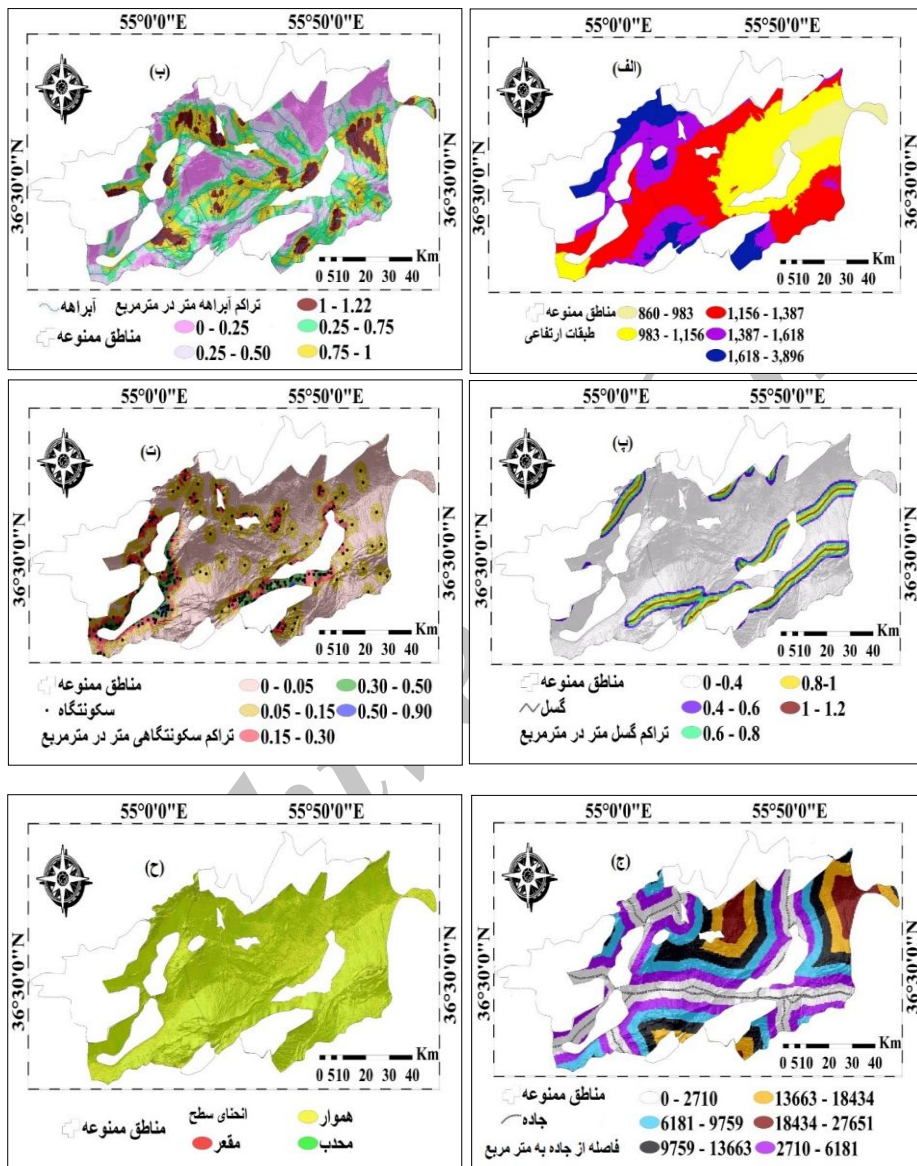 55°0'0"E 55°50'0"E
(الف)
36°30'0"N 36°30'0"N
Km
0 5 10 20 30 40
مناطق ممنوعه 860 - 983 1,156 - 1,387
طبقات ارتفاعی 983 - 1,156 1,387 - 1,618
1,618 - 3,896
55°0'0"E 55°50'0"E
(ب)
36°30'0"N 36°30'0"N
Km
0 5 10 20 30 40
آبراهه تراکم آبراهه متر در مترمربع 1 - 1.22
مناطق ممنوعه 0 - 0.25 0.25 - 0.75
0.25 - 0.50 0.75 - 1
55°0'0"E 55°50'0"E
(پ)
36°30'0"N 36°30'0"N
Km
0 5 10 20 30 40
مناطق ممنوعه 0 -0.4 0.8-1
گسل 0.4 - 0.6 1 - 1.2
تراکم گسل متر در مترمربع 0.6 - 0.8
55°0'0"E 55°50'0"E
(ت)
36°30'0"N 36°30'0"N
Km
0 5 10 20 30 40
مناطق ممنوعه 0 - 0.05 0.30 - 0.50
سکونتگاه 0.05 - 0.15 0.50 - 0.90
تراکم سکونتگاهی متر در مترمربع 0.15 - 0.30
55°0'0"E 55°50'0"E
(ج)
36°30'0"N 36°30'0"N
Km
0 5 10 20 30 40
مناطق ممنوعه 0 - 2710 13663 - 18434
جاده 6181 - 9759 18434 - 27651
فاصله از جاده به متر مربع 9759 - 13663 2710 - 6181
55°0'0"E 55°50'0"E
(ح)
36°30'0"N 36°30'0"N
Km
0 5 10 20 30 40
انحنای سطح هموار
مناطق ممنوعه مقعر محدب